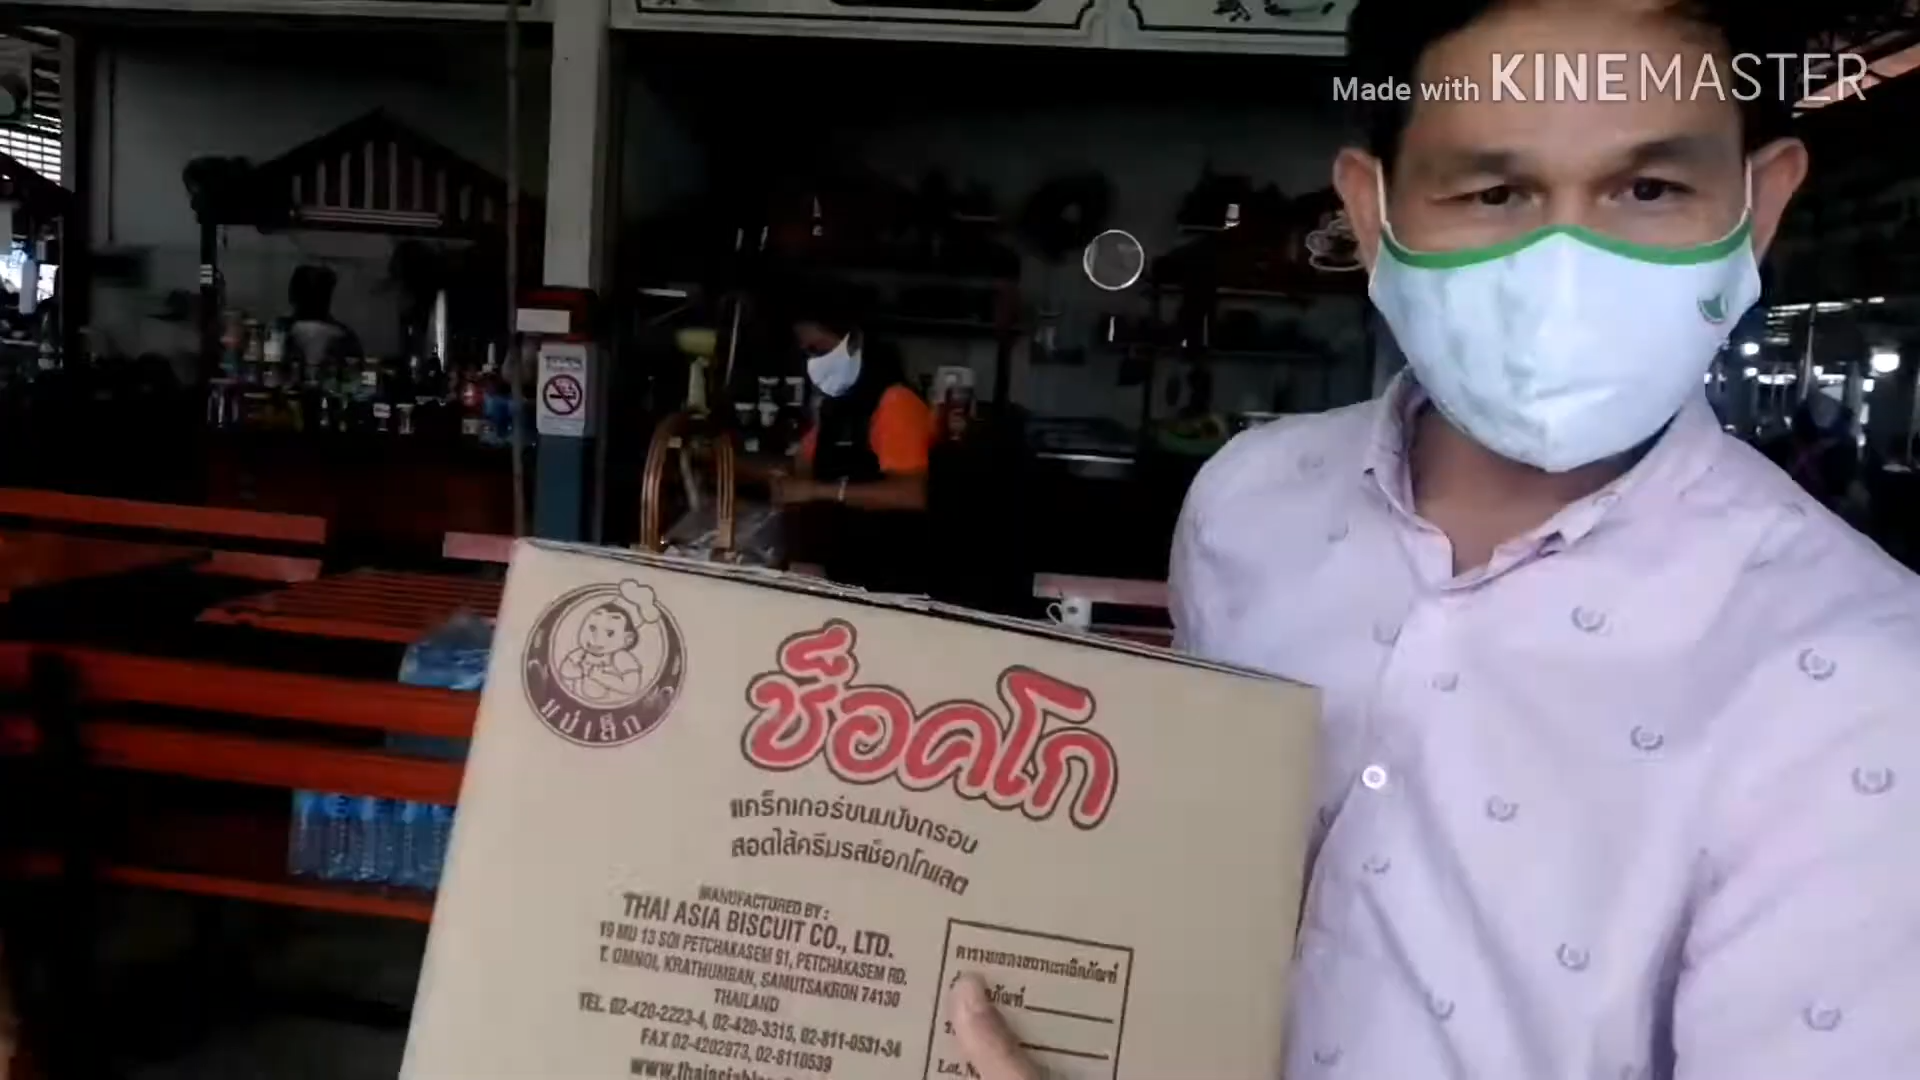 Made with KINEMASTER
แม่เล็ก
ช็อคโก
แคร็กเกอร์ขนมปังกรอบ
สอดไส้ครีมรสช็อกโกแลต
MANUFACTURED BY :
THAI ASIA BISCUIT CO., LTD.
19 MU 13 SOI PETCHAKASEM 91, PETCHAKASEM RD.
T. OMNOI, KRATHUMBAN, SAMUTSAKRON 74130
THAILAND
TEL. 02-420-2223-4, 02-420-3315, 02-811-0531-34
FAX 02-4202973, 02-8110539
Lot.